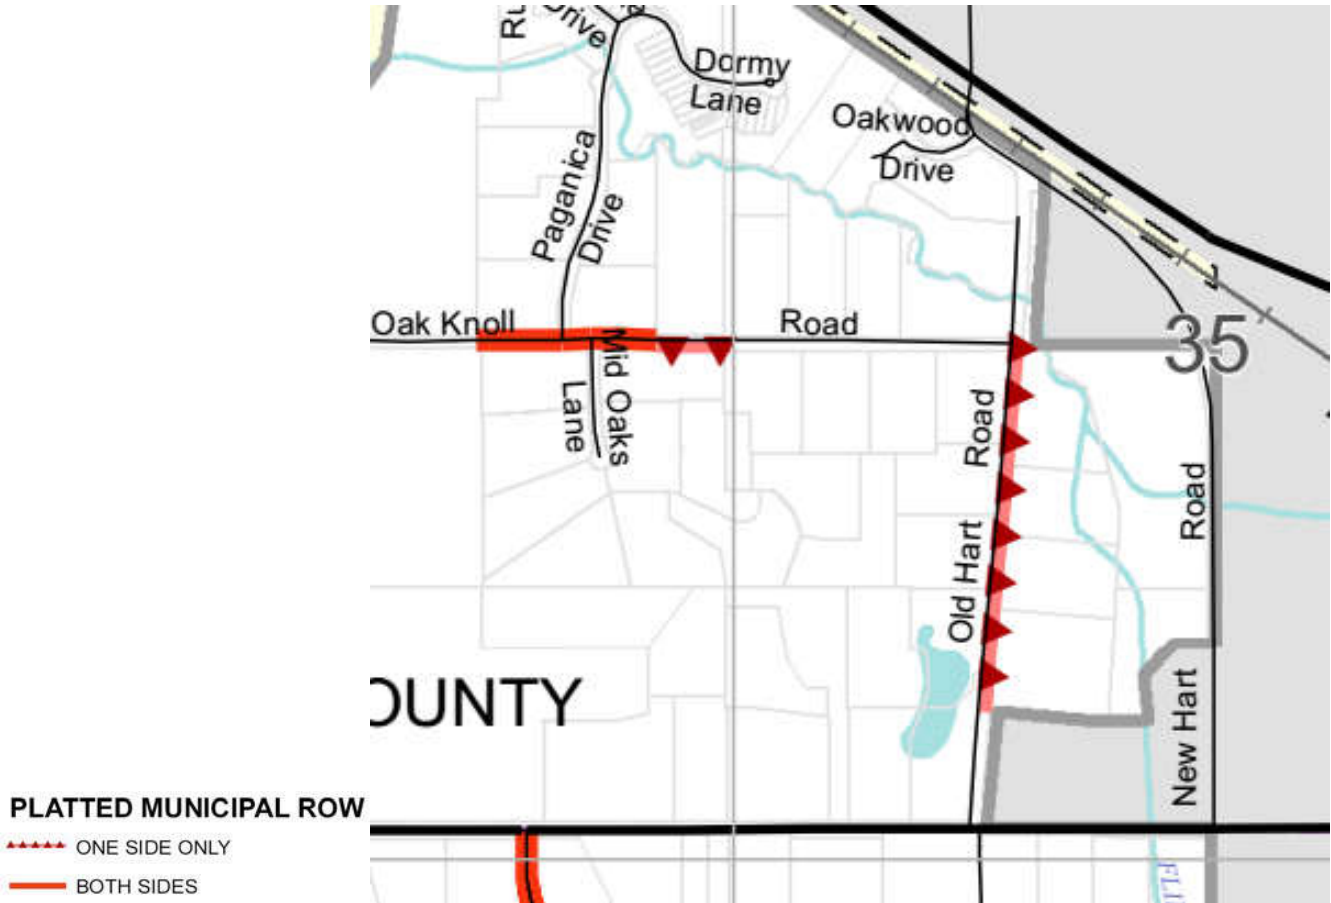 Drive
Dormy
Lane
Oakwood
Drive
Paganica
Drive
Oak Knoll
Road
35
Mid Oaks
Lane
Old Hart
Road
New Hart
Road
OUNTY
PLATTED MUNICIPAL ROW
ONE SIDE ONLY
BOTH SIDES